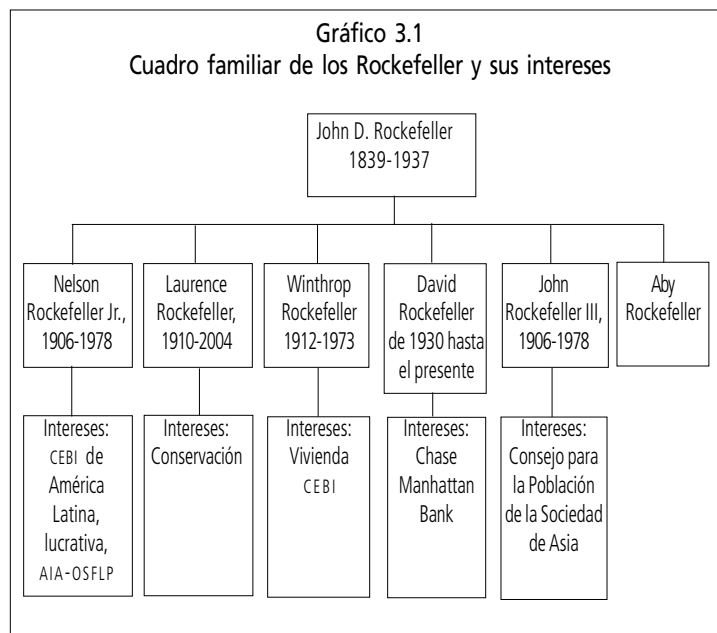 Gráfico 3.1
Cuadro familiar de los Rockefeller y sus intereses
John D. Rockefeller
1839-1937
Nelson
Rockefeller Jr.,
1906-1978
Laurence
Rockefeller,
1910-2004
Winthrop
Rockefeller
1912-1973
David
Rockefeller
de 1930 hasta
el presente
John
Rockefeller III,
1906-1978
Aby
Rockefeller
Intereses:
CEBI de
América
Latina,
lucrativa,
AIA-OSFLP
Intereses:
Conservación
Intereses:
Vivienda
CEBI
Intereses:
Chase
Manhattan
Bank
Intereses:
Consejo para
la Población
de la Sociedad
de Asia